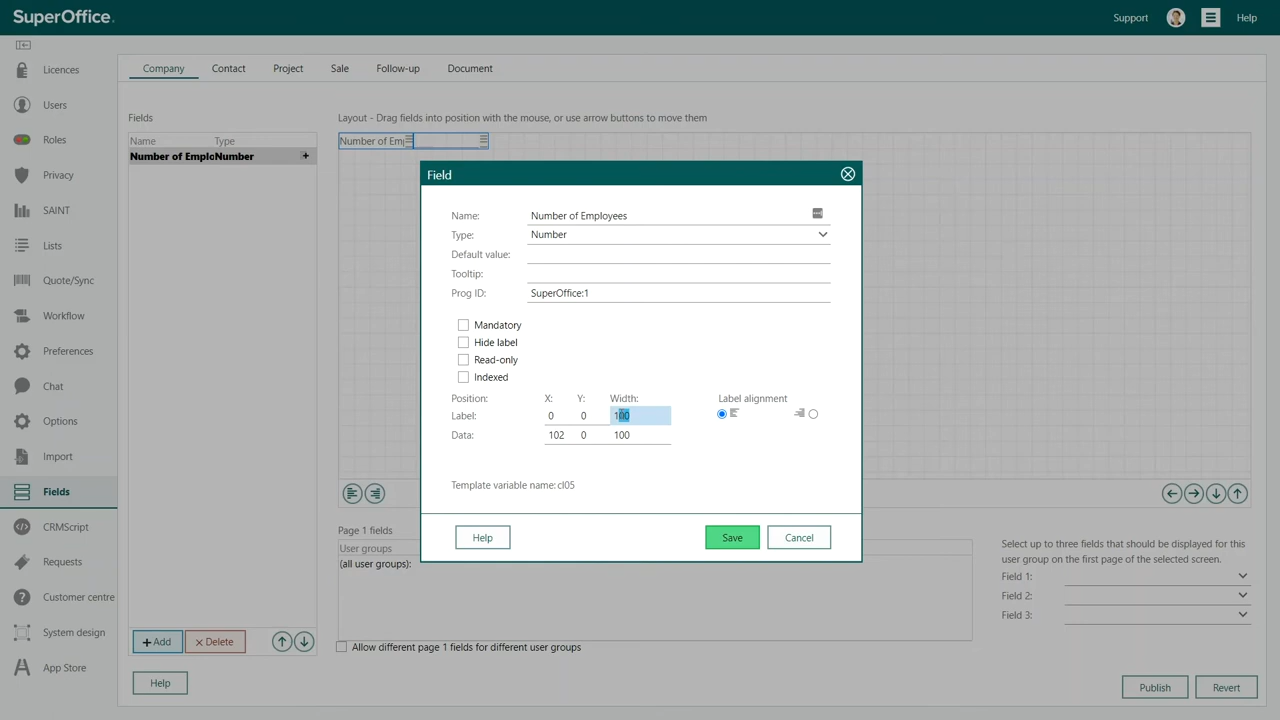 SuperOffice.
Support
Help
Licences
Users
Roles
Privacy
SAINT
Lists
Quote/Sync
Workflow
Preferences
Chat
Options
Import
Fields
CRMScript
Requests
Customer centre
System design
App Store
Company Contact Project Sale Follow-up Document
Fields
Name Type
Number of Emplo Number +
+ Add × Delete
Help
Layout - Drag fields into position with the mouse, or use arrow buttons to move them
Number of Emp
Field
Name: Number of Employees
Type: Number
Default value:
Tooltip:
Prog ID: SuperOffice:1
Mandatory
Hide label
Read-only
Indexed
Position: X: Y: Width: Label alignment
Label: 0 0 100
Data: 102 0 100
Template variable name: cl05
Help Save Cancel
Page 1 fields
User groups
(all user groups):
Allow different page 1 fields for different user groups
Select up to three fields that should be displayed for this
user group on the first page of the selected screen.
Field 1:
Field 2:
Field 3:
Publish Revert